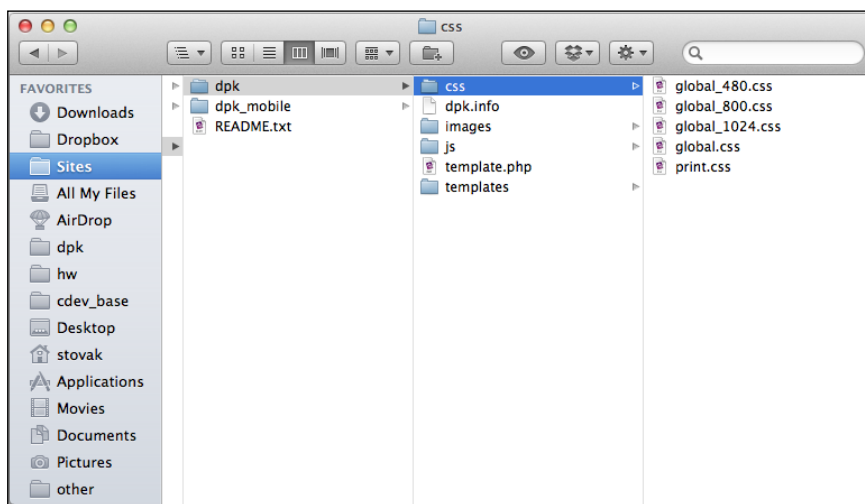 css
FAVORITES
Downloads
Dropbox
Sites
All My Files
AirDrop
dpk
hw
cdev_base
Desktop
stovak
Applications
Movies
Documents
Pictures
other
dpk
dpk_mobile
README.txt
css
dpk.info
images
js
template.php
templates
global_480.css
global_800.css
global_1024.css
global.css
print.css